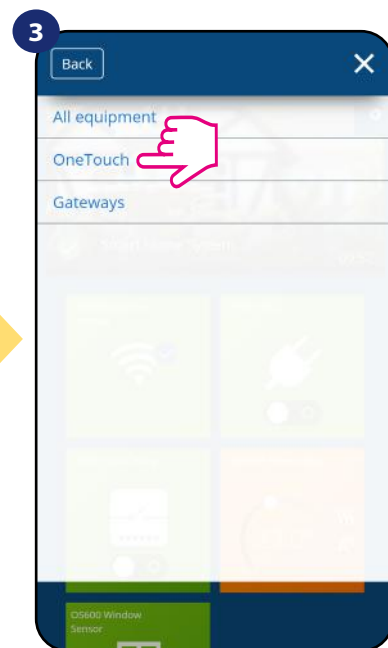 3
Back
All equipment
OneTouch
Gateways
OS600 Window
Sensor